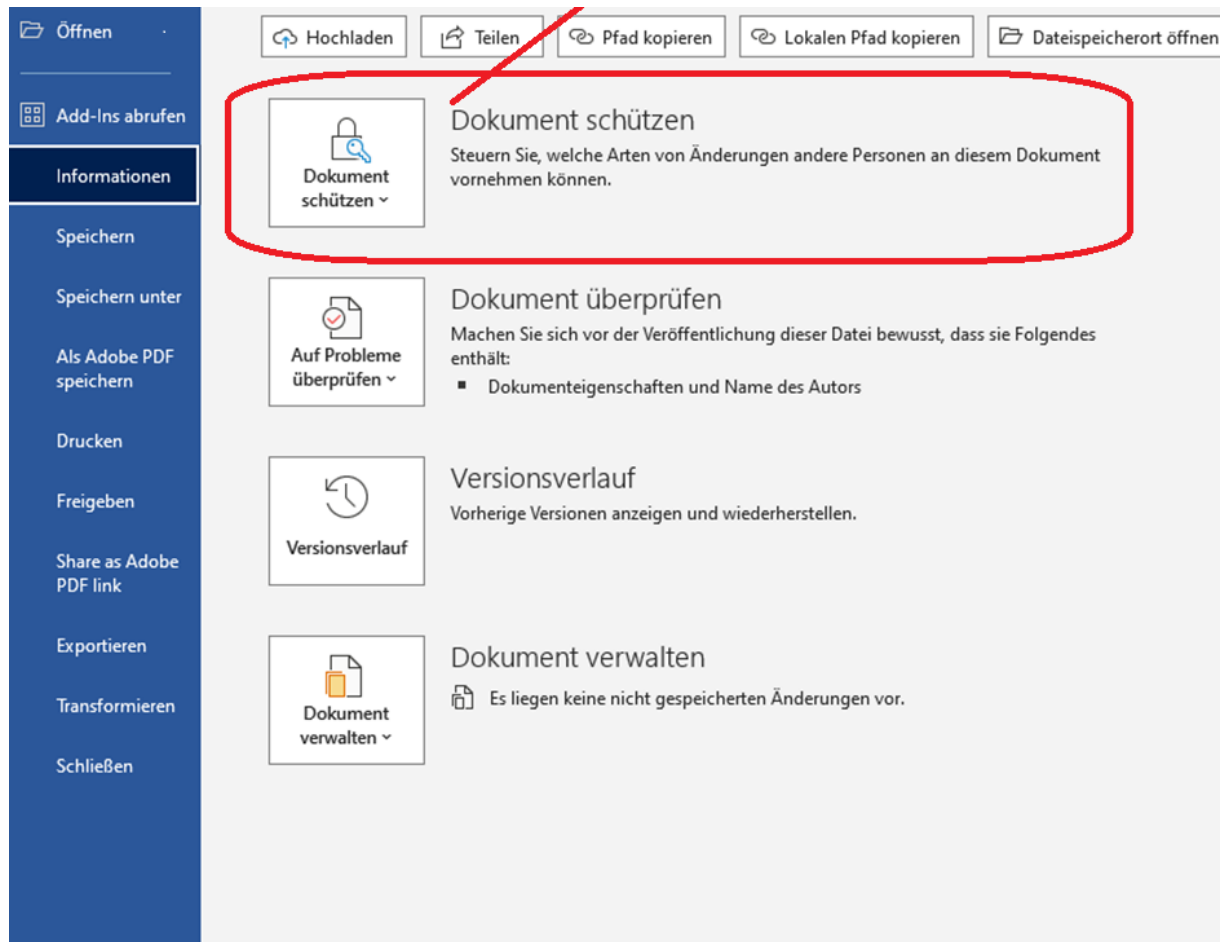 Öffnen
Hochladen
Teilen
Pfad kopieren
Lokalen Pfad kopieren
Dateispeicherort öffnen
Add-Ins abrufen
Informationen
Speichern
Speichern unter
Als Adobe PDF
speichern
Drucken
Freigeben
Share as Adobe
PDF link
Exportieren
Transformieren
Schließen
Dokument
schützen
Dokument schützen
Steuern Sie, welche Arten von Änderungen andere Personen an diesem Dokument
vornehmen können.
Auf Probleme
überprüfen
Dokument überprüfen
Machen Sie sich vor der Veröffentlichung dieser Datei bewusst, dass sie Folgendes
enthält:
▪ Dokumenteigenschaften und Name des Autors
Versionsverlauf
Versionsverlauf
Vorherige Versionen anzeigen und wiederherstellen.
Dokument
verwalten
Dokument verwalten
Es liegen keine nicht gespeicherten Änderungen vor.